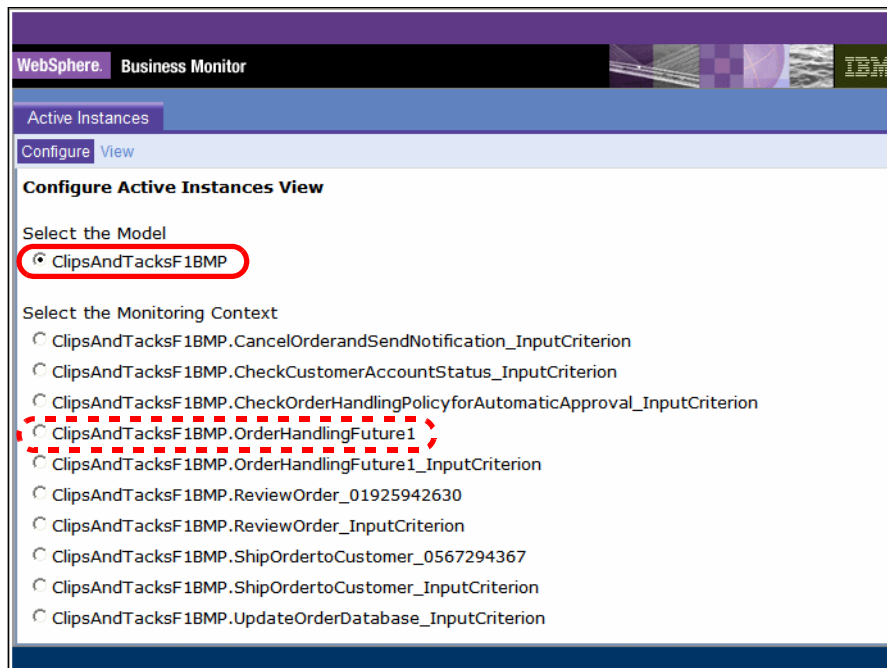 WebSphere. Business Monitor IBM
Active Instances
Configure View
Configure Active Instances View
Select the Model
ClipsAndTacksF1BMP
Select the Monitoring Context
ClipsAndTacksF1BMP.CancelOrderandSendNotification_InputCriterion
ClipsAndTacksF1BMP.CheckCustomerAccountStatus_InputCriterion
ClipsAndTacksF1BMP.CheckOrderHandlingPolicyforAutomaticApproval_InputCriterion
ClipsAndTacksF1BMP.OrderHandlingFuture1
ClipsAndTacksF1BMP.OrderHandlingFuture1_InputCriterion
ClipsAndTacksF1BMP.ReviewOrder_01925942630
ClipsAndTacksF1BMP.ReviewOrder_InputCriterion
ClipsAndTacksF1BMP.ShipOrdertoCustomer_0567294367
ClipsAndTacksF1BMP.ShipOrdertoCustomer_InputCriterion
ClipsAndTacksF1BMP.UpdateOrderDatabase_InputCriterion